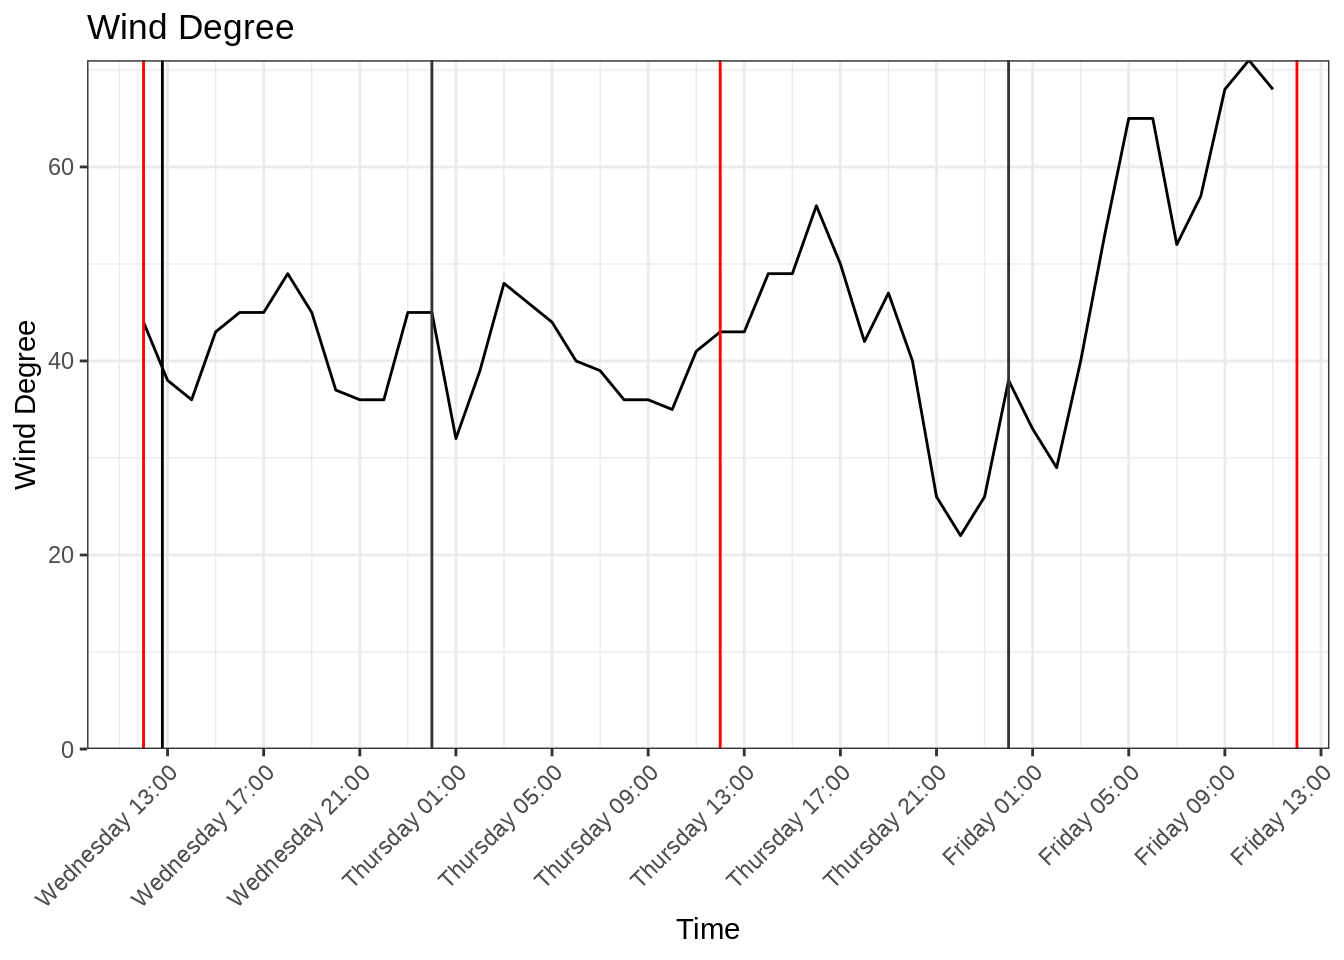 Wind Degree
Wind Degree
60
40
20
0
Wednesday 13:00
Wednesday 17:00
Wednesday 21:00
Thursday 01:00
Thursday 05:00
Thursday 09:00
Thursday 13:00
Thursday 17:00
Thursday 21:00
Friday 01:00
Friday 05:00
Friday 09:00
Friday 13:00
Time